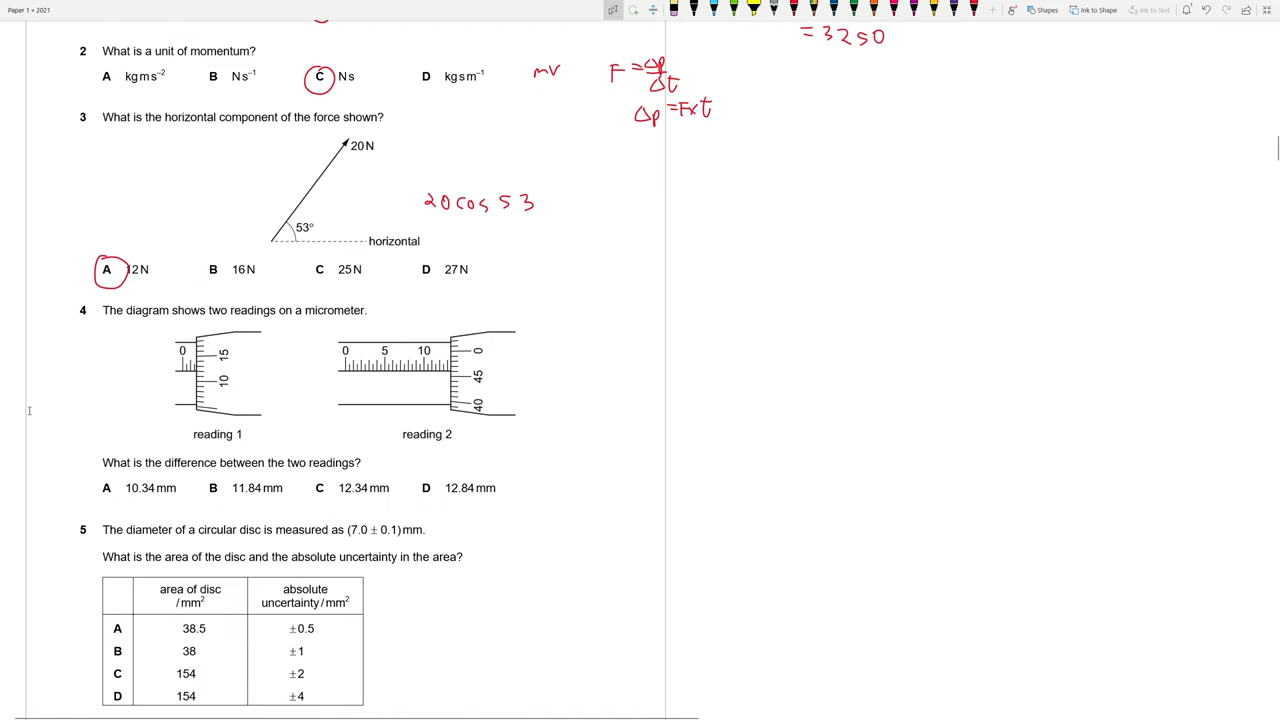 Paper 1 + 2021
Shapes
Ink to Shape
Ink to Text
= 3250
2 What is a unit of momentum?
A kg m s⁻² B N s⁻¹ C N s D kg s m⁻¹
mv
F = Δp/Δt
Δp = F x t
3 What is the horizontal component of the force shown?
20 N
20 cos 53
53°
horizontal
A 12 N B 16 N C 25 N D 27 N
4 The diagram shows two readings on a micrometer.
0 15 10
0 5 10 0 45 40
reading 1 reading 2
What is the difference between the two readings?
A 10.34 mm B 11.84 mm C 12.34 mm D 12.84 mm
5 The diameter of a circular disc is measured as (7.0 ± 0.1) mm.
What is the area of the disc and the absolute uncertainty in the area?
area of disc absolute
/mm² uncertainty/mm²
A 38.5 ±0.5
B 38 ±1
C 154 ±2
D 154 ±4